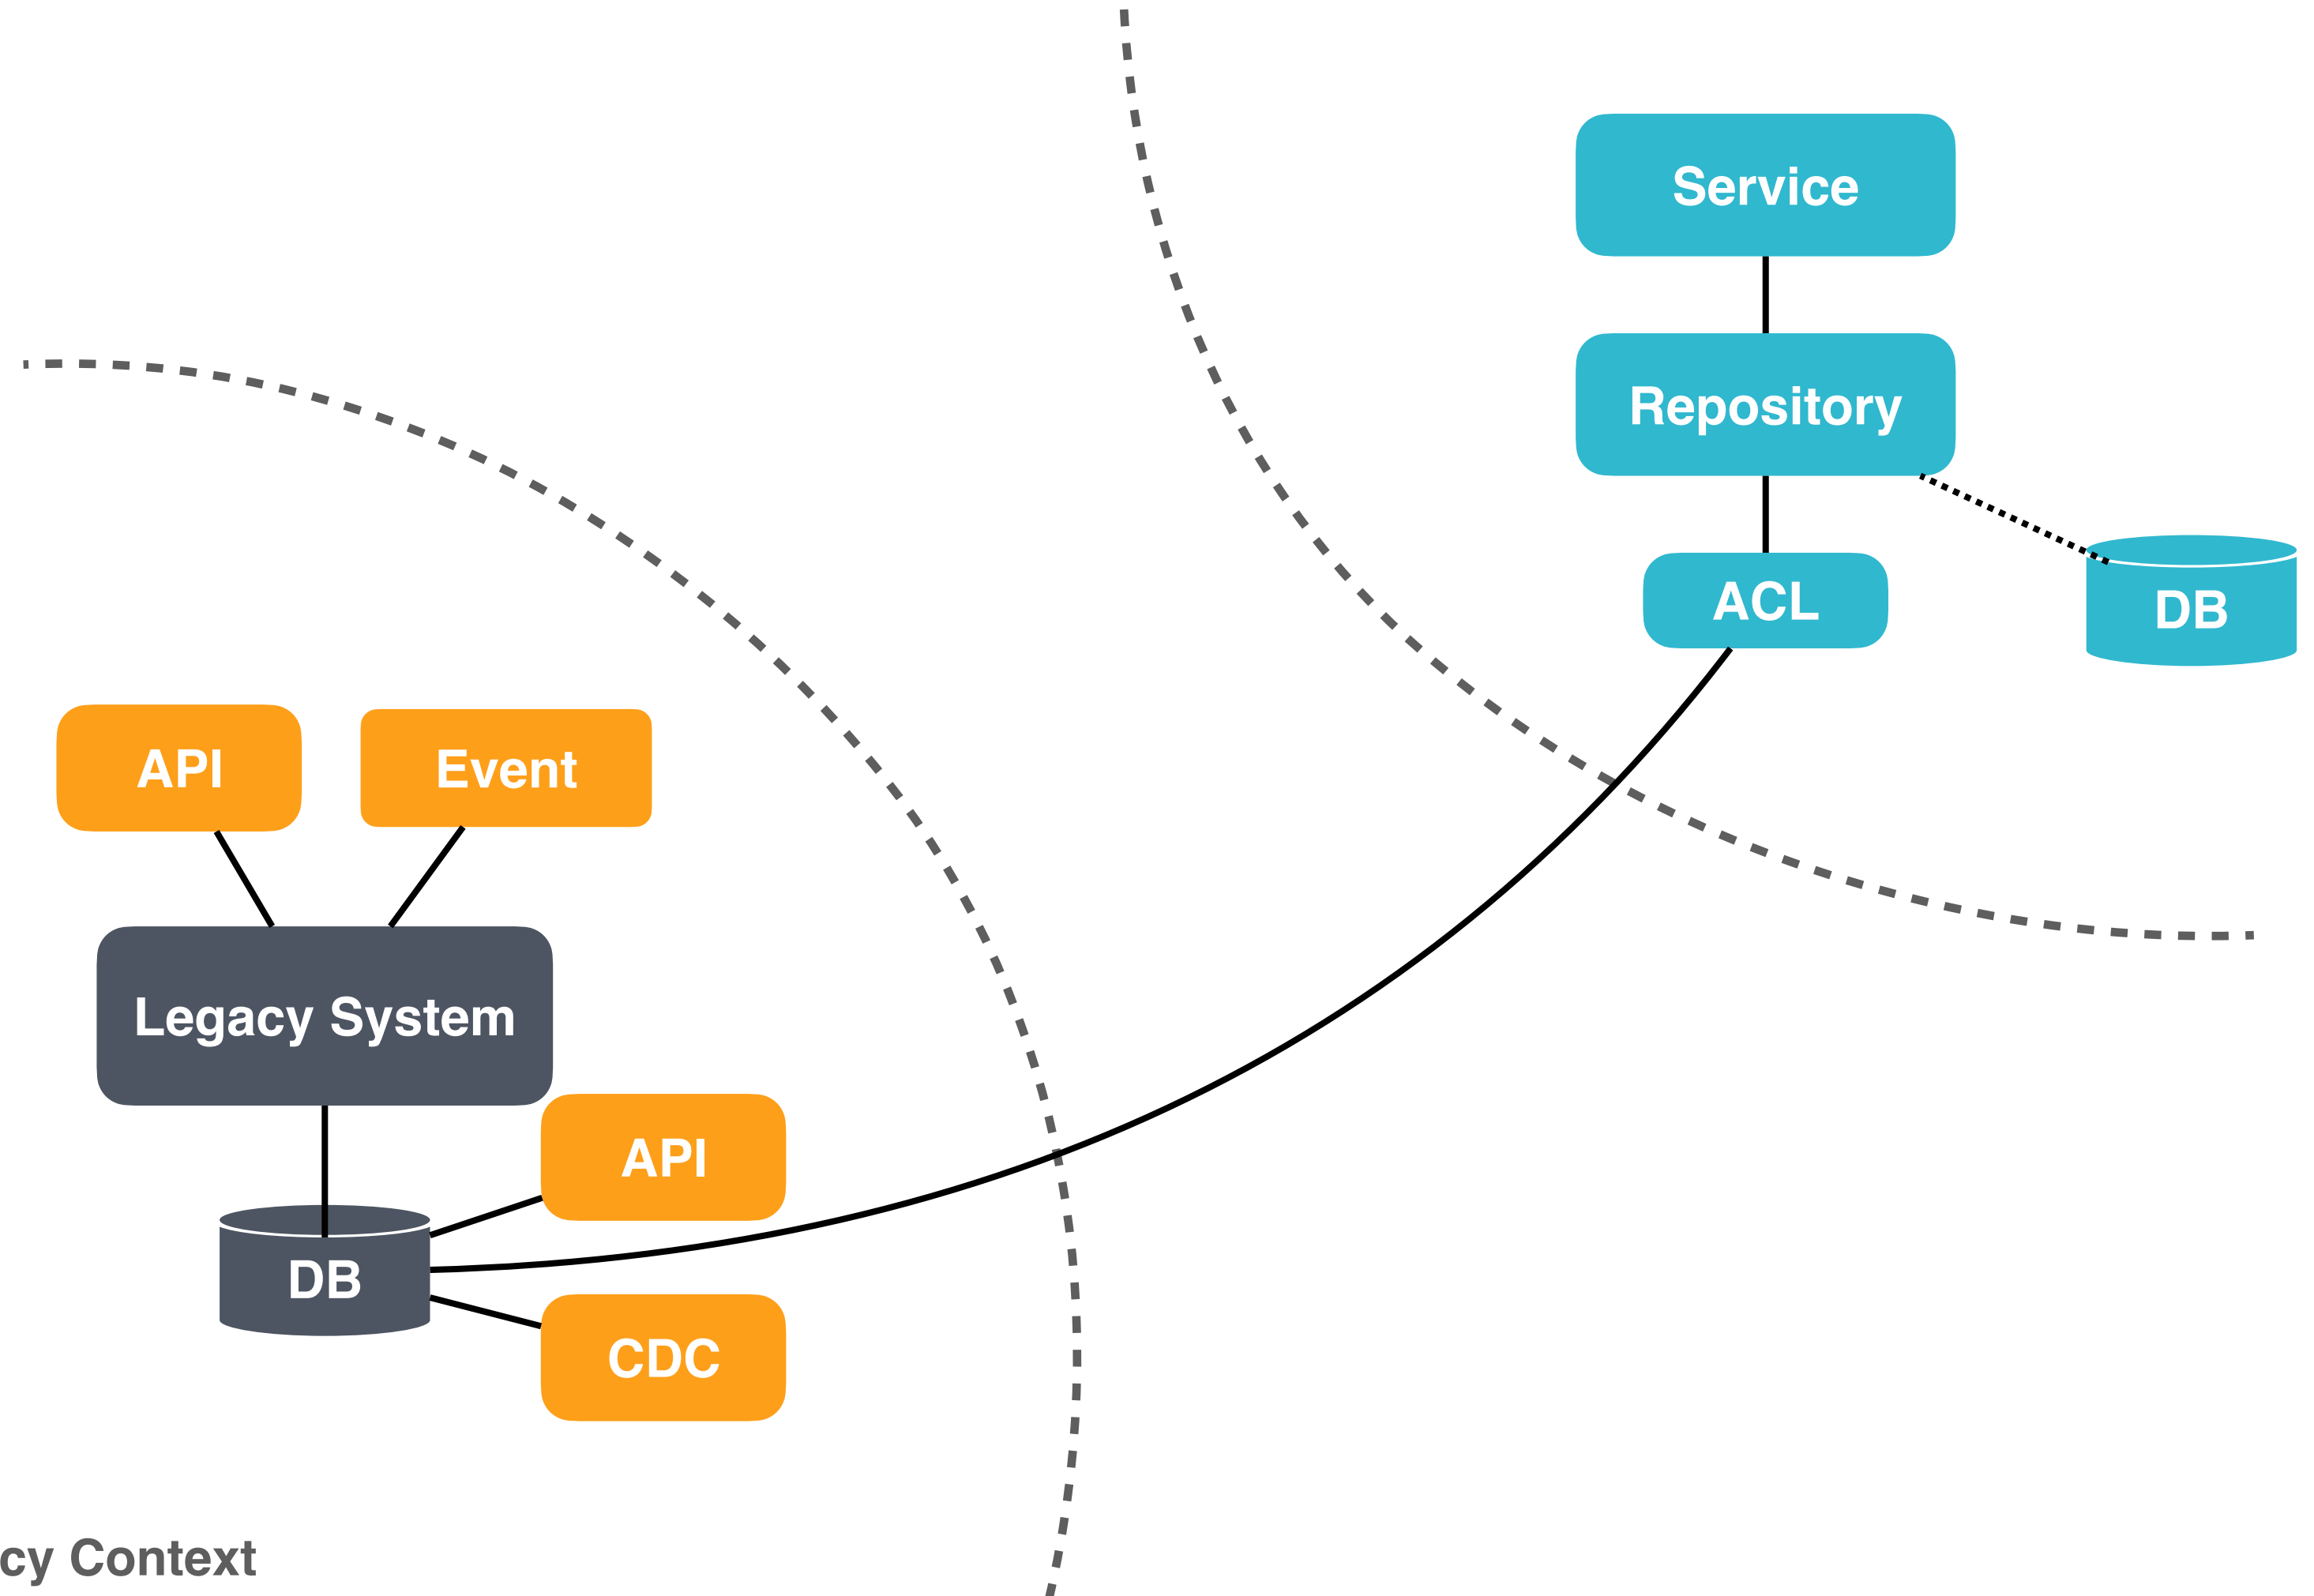 Service
Repository
ACL
DB
API
Event
Legacy System
API
DB
CDC
cy Context